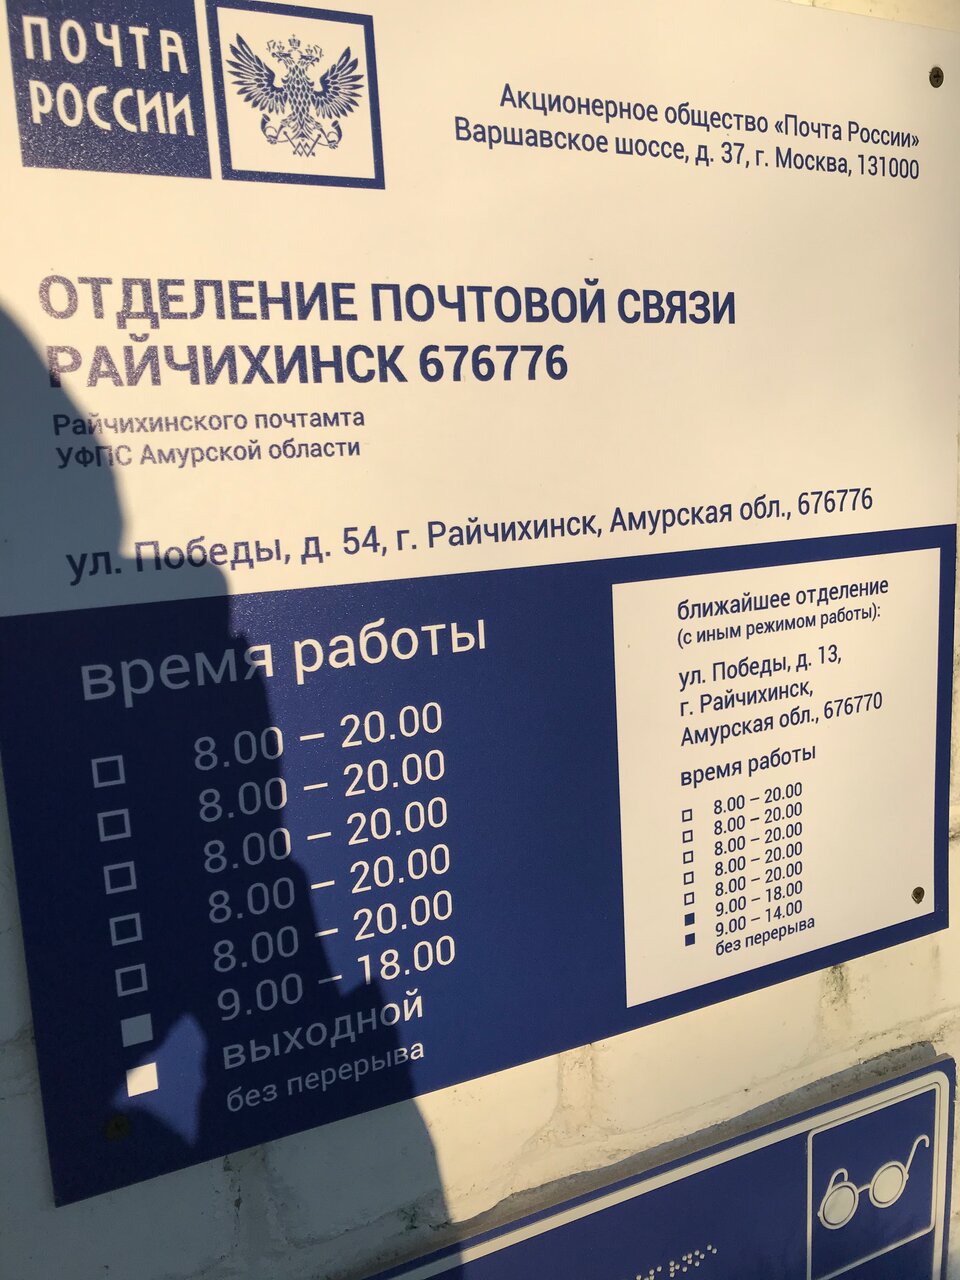 ПОЧТА
РОССИИ
Акционерное общество «Почта России»
Варшавское шоссе, д. 37, г. Москва, 131000
ОТДЕЛЕНИЕ ПОЧТОВОЙ СВЯЗИ
РАЙЧИХИНСК 676776
Райчихинского почтамта
УФПС Амурской области
ул. Победы, д. 54, г. Райчихинск, Амурская обл., 676776
время работы
8.00 – 20.00
8.00 – 20.00
8.00 – 20.00
8.00 – 20.00
8.00 – 20.00
9.00 – 18.00
выходной
без перерыва
ближайшее отделение
(с иным режимом работы):
ул. Победы, д. 13,
г. Райчихинск,
Амурская обл., 676770
время работы
8.00 – 20.00
8.00 – 20.00
8.00 – 20.00
8.00 – 20.00
8.00 – 20.00
9.00 – 18.00
9.00 – 14.00
без перерыва